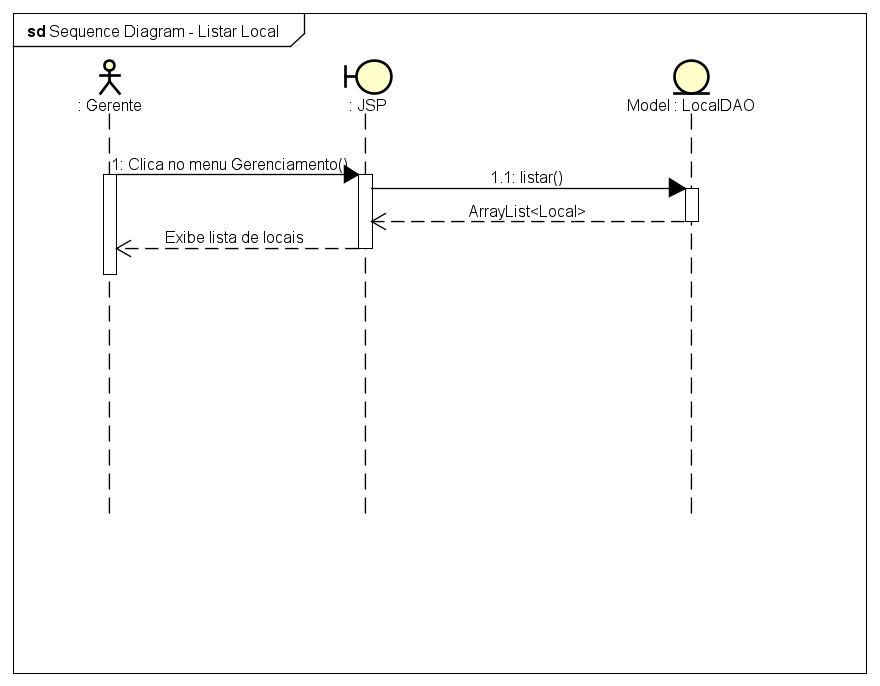 sd Sequence Diagram - Listar Local
: Gerente
: JSP
Model : LocalDAO
1: Clica no menu Gerenciamento()
1.1: listar()
ArrayList<Local>
Exibe lista de locais